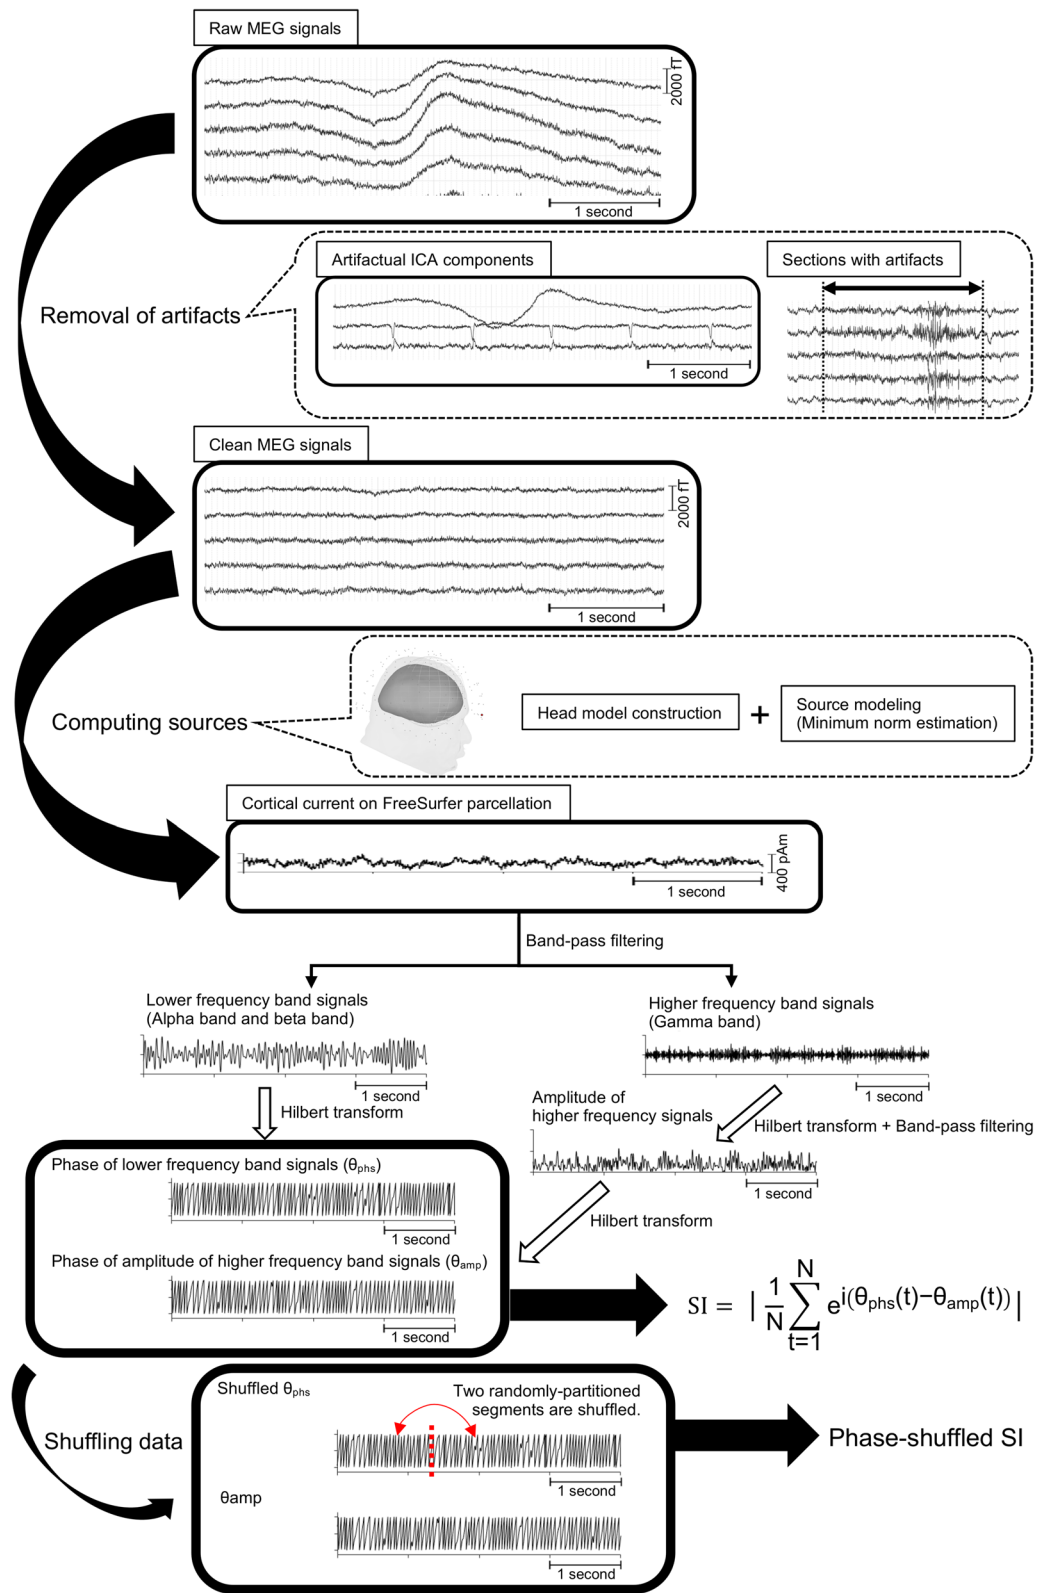 Raw MEG signals
2000 fT
1 second
Removal of artifacts
Artifactual ICA components
1 second
Sections with artifacts
Clean MEG signals
2000 fT
1 second
Computing sources
Head model construction
+
Source modeling
(Minimum norm estimation)
Cortical current on FreeSurfer parcellation
400 pAm
1 second
Band-pass filtering
Lower frequency band signals
(Alpha band and beta band)
1 second
Higher frequency band signals
(Gamma band)
1 second
Hilbert transform
Amplitude of
higher frequency signals
Hilbert transform + Band-pass filtering
1 second
Hilbert transform
Phase of lower frequency band signals (θphs)
1 second
Phase of amplitude of higher frequency band signals (θamp)
1 second
SI = | 1/N N∑t=1 ei(θphs(t)−θamp(t)) |
Shuffling data
Shuffled θphs
Two randomly-partitioned
segments are shuffled.
1 second
θamp
1 second
Phase-shuffled SI